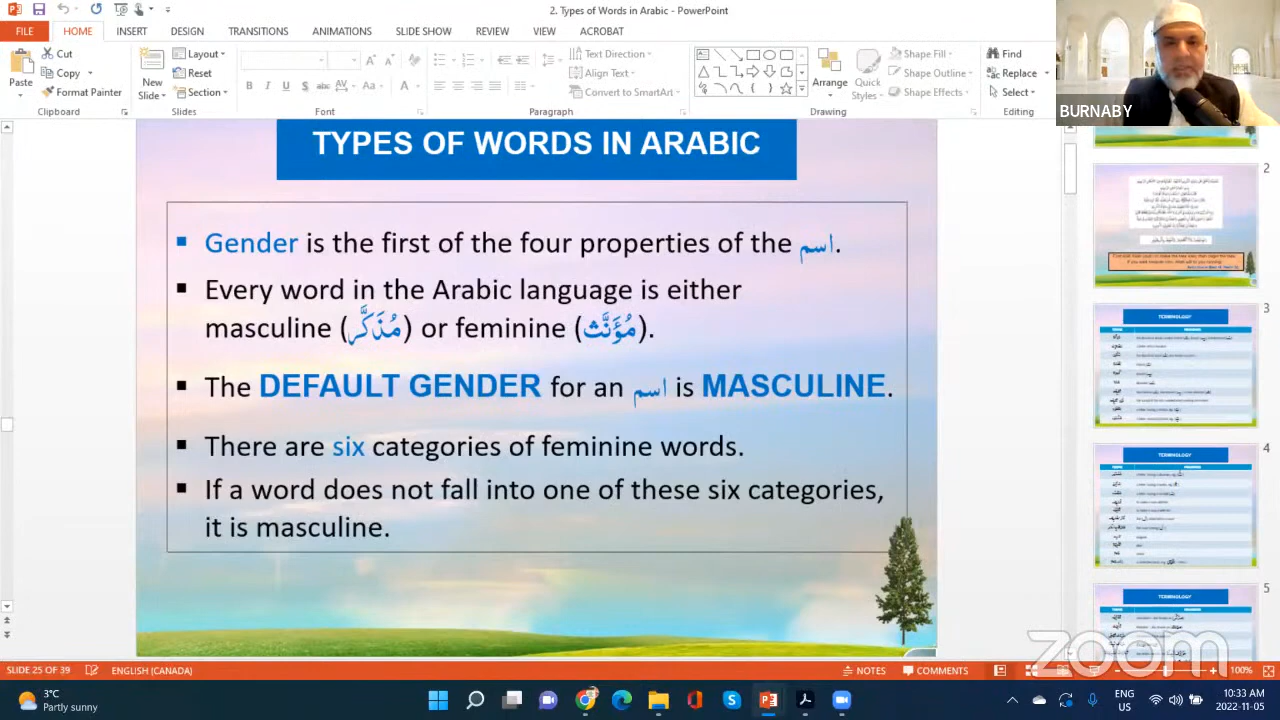 2. Types of Words in Arabic - PowerPoint
FILE HOME INSERT DESIGN TRANSITIONS ANIMATIONS SLIDE SHOW REVIEW VIEW ACROBAT
Cut Layout Text Direction Shape Fill Find
Paste Copy New Slide Reset Align Text Arrange Quick Styles Shape Outline Replace
Format Painter Section Convert to SmartArt Shape Effects Select
Clipboard Slides Font Paragraph Drawing Editing
BURNABY
TYPES OF WORDS IN ARABIC
Gender is the first of the four properties of the اسم.
Every word in the Arabic language is either
masculine (مُذَكَّر) or feminine (مُؤَنَّث).
The DEFAULT GENDER for an اسم is MASCULINE.
There are six categories of feminine words.
If a word does not fall into one of these six categories,
it is masculine.
2
3
TERMINOLOGY
4
TERMINOLOGY
5
TERMINOLOGY
zoom
SLIDE 25 OF 39 ENGLISH (CANADA) NOTES COMMENTS 100%
3°C
Partly sunny
ENG
US
10:33 AM
2022-11-05